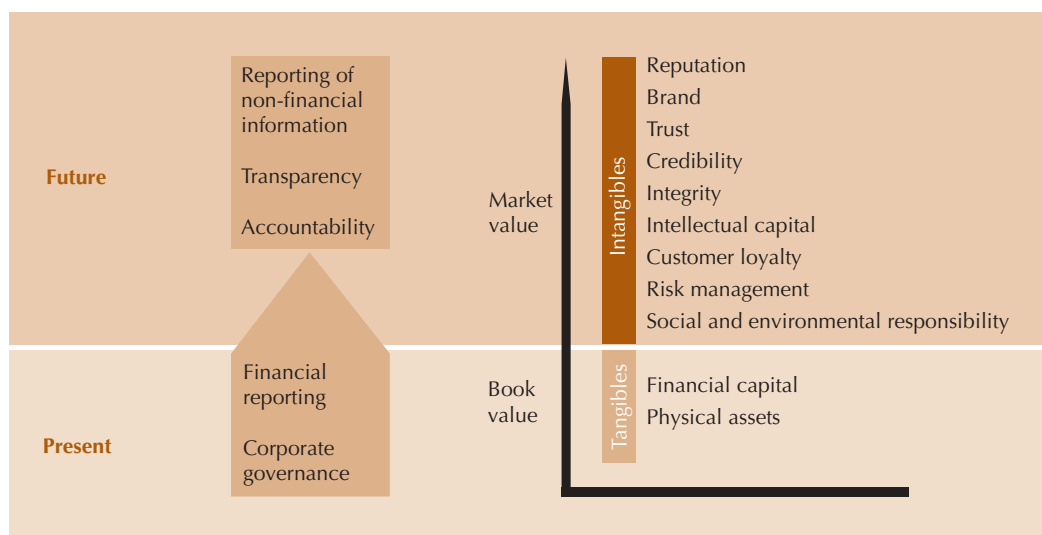 Future
Reporting of
non-financial
information
Transparency
Accountability
Market
value
Intangibles
Reputation
Brand
Trust
Credibility
Integrity
Intellectual capital
Customer loyalty
Risk management
Social and environmental responsibility
Present
Financial
reporting
Corporate
governance
Book
value
Tangibles
Financial capital
Physical assets